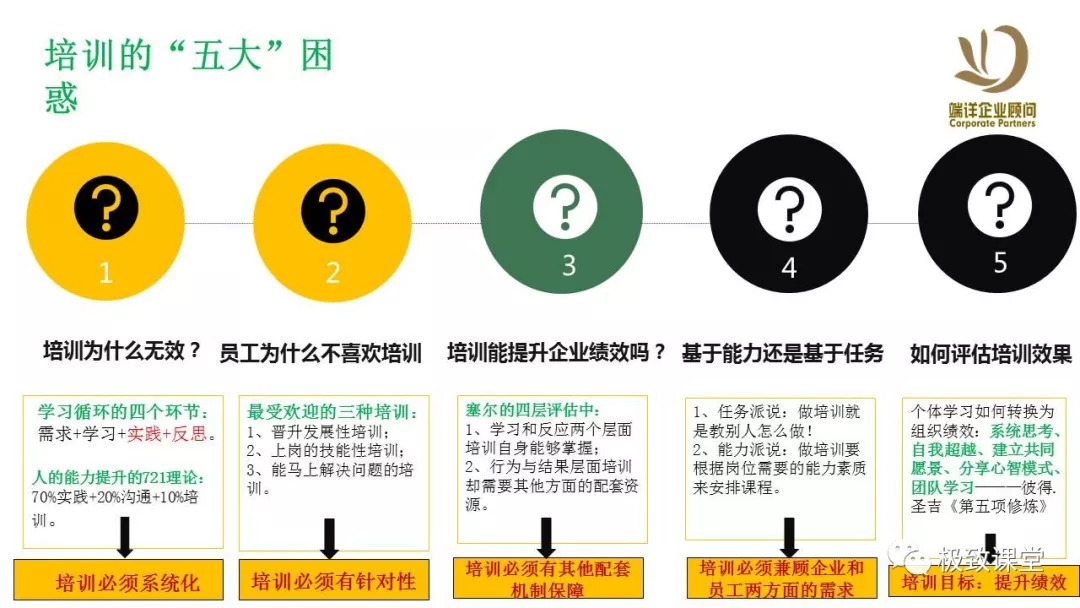 培训的“五大”困
惑
端详企业顾问
Corporate Partners
?
1
?
2
?
3
?
4
?
5
培训为什么无效？
员工为什么不喜欢培训
培训能提升企业绩效吗？
基于能力还是基于任务
如何评估培训效果
学习循环的四个环节：
需求+学习+实践+反思。
人的能力提升的721理论：
70%实践+20%沟通+10%培
训。
最受欢迎的三种培训：
1、晋升发展性培训；
2、上岗的技能性培训；
3、能马上解决问题的培
训。
塞尔的四层评估中：
1、学习和反应两个层面
培训自身能够掌握；
2、行为与结果层面培训
却需要其他方面的配套资
源。
1、任务派说：做培训就
是教别人怎么做！
2、能力派说：做培训要
根据岗位需要的能力素质
来安排课程。
个体学习如何转换为
组织绩效：系统思考、
自我超越、建立共同
愿景、分享心智模式、
团队学习————彼得.
圣吉《第五项修炼》
培训必须系统化
培训必须有针对性
培训必须有其他配套
机制保障
培训必须兼顾企业和
员工两方面的需求
培训目标：提升绩效
极致课堂